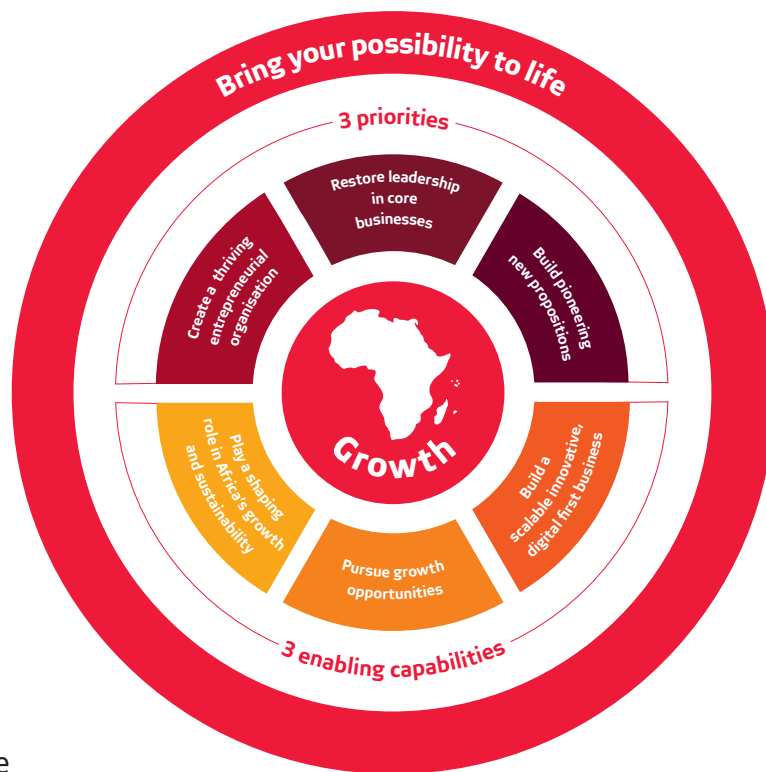 Bring your possibility to life
3 priorities
Create a thriving
entrepreneurial
organisation
Restore leadership
in core
businesses
Build pioneering
new propositions
Growth
Play a shaping
role in Africa's growth
and sustainability
Pursue growth
opportunities
Build a
scalable innovative,
digital first business
3 enabling capabilities
e